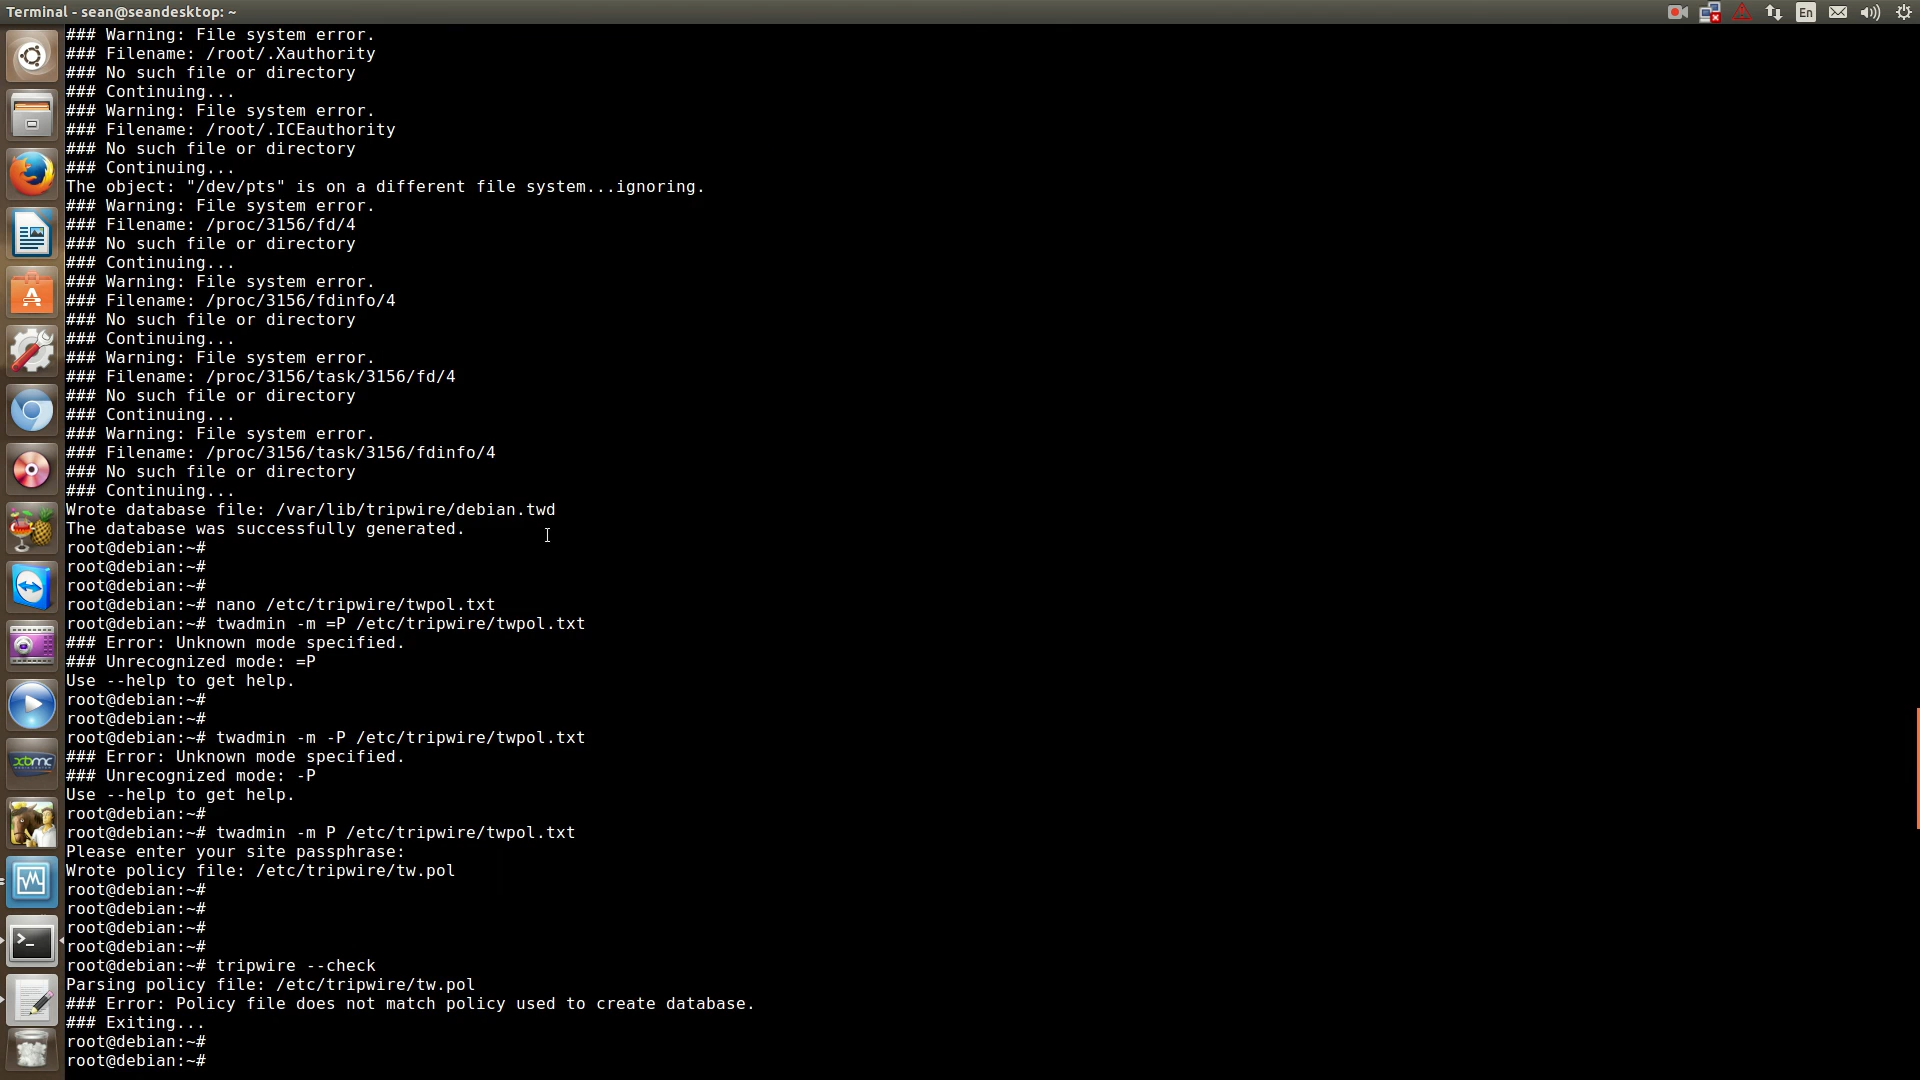 Terminal - sean@seandesktop: ~
En
### Warning: File system error.
### Filename: /root/.Xauthority
### No such file or directory
### Continuing...
### Warning: File system error.
### Filename: /root/.ICEauthority
### No such file or directory
### Continuing...
The object: "/dev/pts" is on a different file system...ignoring.
### Warning: File system error.
### Filename: /proc/3156/fd/4
### No such file or directory
### Continuing...
### Warning: File system error.
### Filename: /proc/3156/fdinfo/4
### No such file or directory
### Continuing...
### Warning: File system error.
### Filename: /proc/3156/task/3156/fd/4
### No such file or directory
### Continuing...
### Warning: File system error.
### Filename: /proc/3156/task/3156/fdinfo/4
### No such file or directory
### Continuing...
Wrote database file: /var/lib/tripwire/debian.twd
The database was successfully generated.
root@debian:~#
root@debian:~#
root@debian:~#
root@debian:~# nano /etc/tripwire/twpol.txt
root@debian:~# twadmin -m =P /etc/tripwire/twpol.txt
### Error: Unknown mode specified.
### Unrecognized mode: =P
Use --help to get help.
root@debian:~#
root@debian:~#
root@debian:~# twadmin -m -P /etc/tripwire/twpol.txt
### Error: Unknown mode specified.
### Unrecognized mode: -P
Use --help to get help.
root@debian:~#
root@debian:~# twadmin -m P /etc/tripwire/twpol.txt
Please enter your site passphrase:
Wrote policy file: /etc/tripwire/tw.pol
root@debian:~#
root@debian:~#
root@debian:~#
root@debian:~#
root@debian:~# tripwire --check
Parsing policy file: /etc/tripwire/tw.pol
### Error: Policy file does not match policy used to create database.
### Exiting...
root@debian:~#
root@debian:~#
xbmc